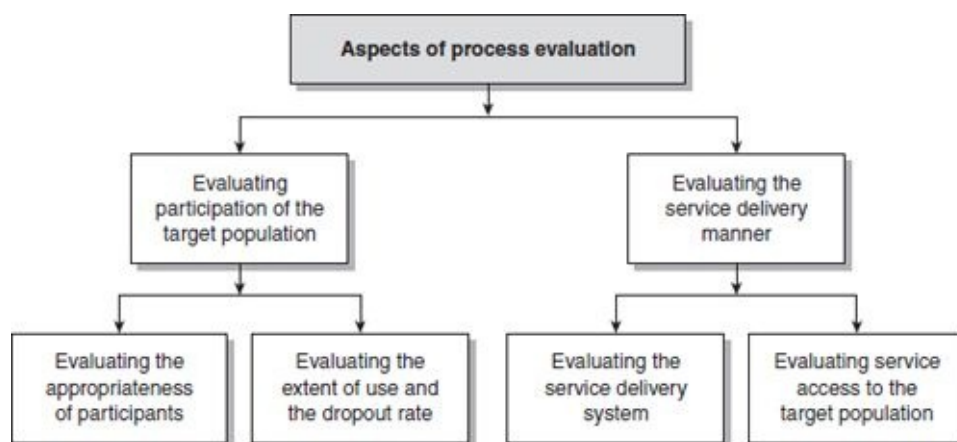 Aspects of process evaluation
Evaluating
participation of the
target population
Evaluating the
service delivery
manner
Evaluating the
appropriateness
of participants
Evaluating the
extent of use and
the dropout rate
Evaluating the
service delivery
system
Evaluating service
access to the
target population